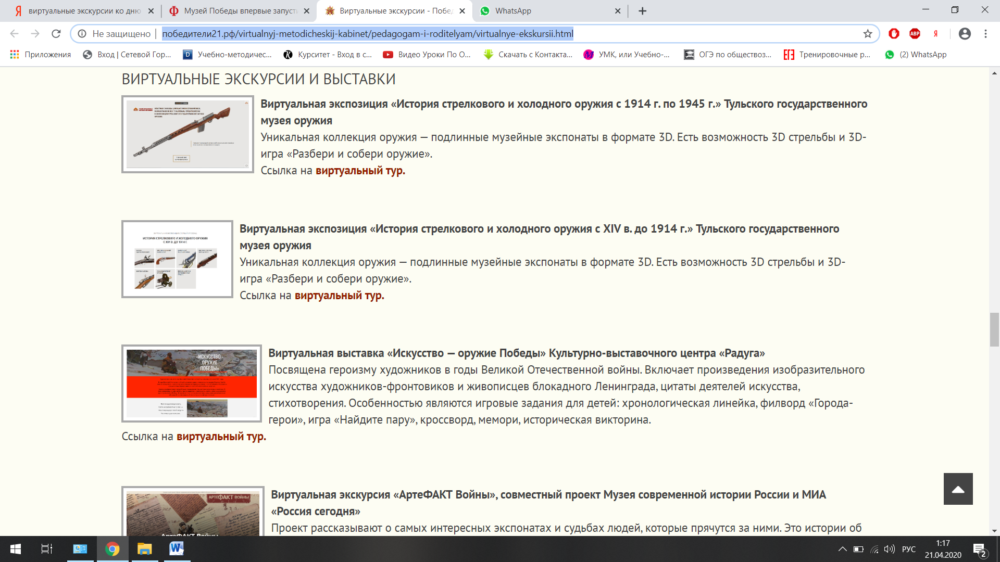 виртуальные экскурсии ко дню
Музей Победы впервые запуст
Виртуальные экскурсии - Побед
WhatsApp
Не защищено
победители21.рф/virtualnyj-metodicheskij-kabinet/pedagogam-i-roditelyam/virtualnye-ekskursii.html
Приложения
Вход | Сетевой Гор...
Учебно-методичес...
Курситет - Вход в с...
Видео Уроки По О...
Скачать с Контакта...
УМК, или Учебно-...
ОГЭ по обществоз...
Тренировочные р...
(2) WhatsApp
ВИРТУАЛЬНЫЕ ЭКСКУРСИИ И ВЫСТАВКИ
Виртуальная экспозиция «История стрелкового и холодного оружия с 1914 г. по 1945 г.» Тульского государственного
музея оружия
Уникальная коллекция оружия — подлинные музейные экспонаты в формате 3D. Есть возможность 3D стрельбы и 3D-
игра «Разбери и собери оружие».
Ссылка на виртуальный тур.
ИСТОРИЯ СТРЕЛКОВОГО И ХОЛОДНОГО ОРУЖИЯ
С XIV В. ДО 1914 Г.
Виртуальная экспозиция «История стрелкового и холодного оружия с XIV в. до 1914 г.» Тульского государственного
музея оружия
Уникальная коллекция оружия — подлинные музейные экспонаты в формате 3D. Есть возможность 3D стрельбы и 3D-
игра «Разбери и собери оружие».
Ссылка на виртуальный тур.
«ИСКУССТВО -
ОРУЖИЕ
ПОБЕДЫ»
Виртуальная выставка «Искусство — оружие Победы» Культурно-выставочного центра «Радуга»
Посвящена героизму художников в годы Великой Отечественной войны. Включает произведения изобразительного
искусства художников-фронтовиков и живописцев блокадного Ленинграда, цитаты деятелей искусства,
стихотворения. Особенностью являются игровые задания для детей: хронологическая линейка, филворд «Города-
герои», игра «Найдите пару», кроссворд, мемори, историческая викторина.
Ссылка на виртуальный тур.
АРТЕФАКТ ВОЙНЫ
АртеФАКТ Войны
Виртуальная экскурсия «АртеФАКТ Войны», совместный проект Музея современной истории России и МИА
«Россия сегодня»
Проект рассказывают о самых интересных экспонатах и судьбах людей, которые прячутся за ними. Это истории об
РУС
1:17
21.04.2020
2